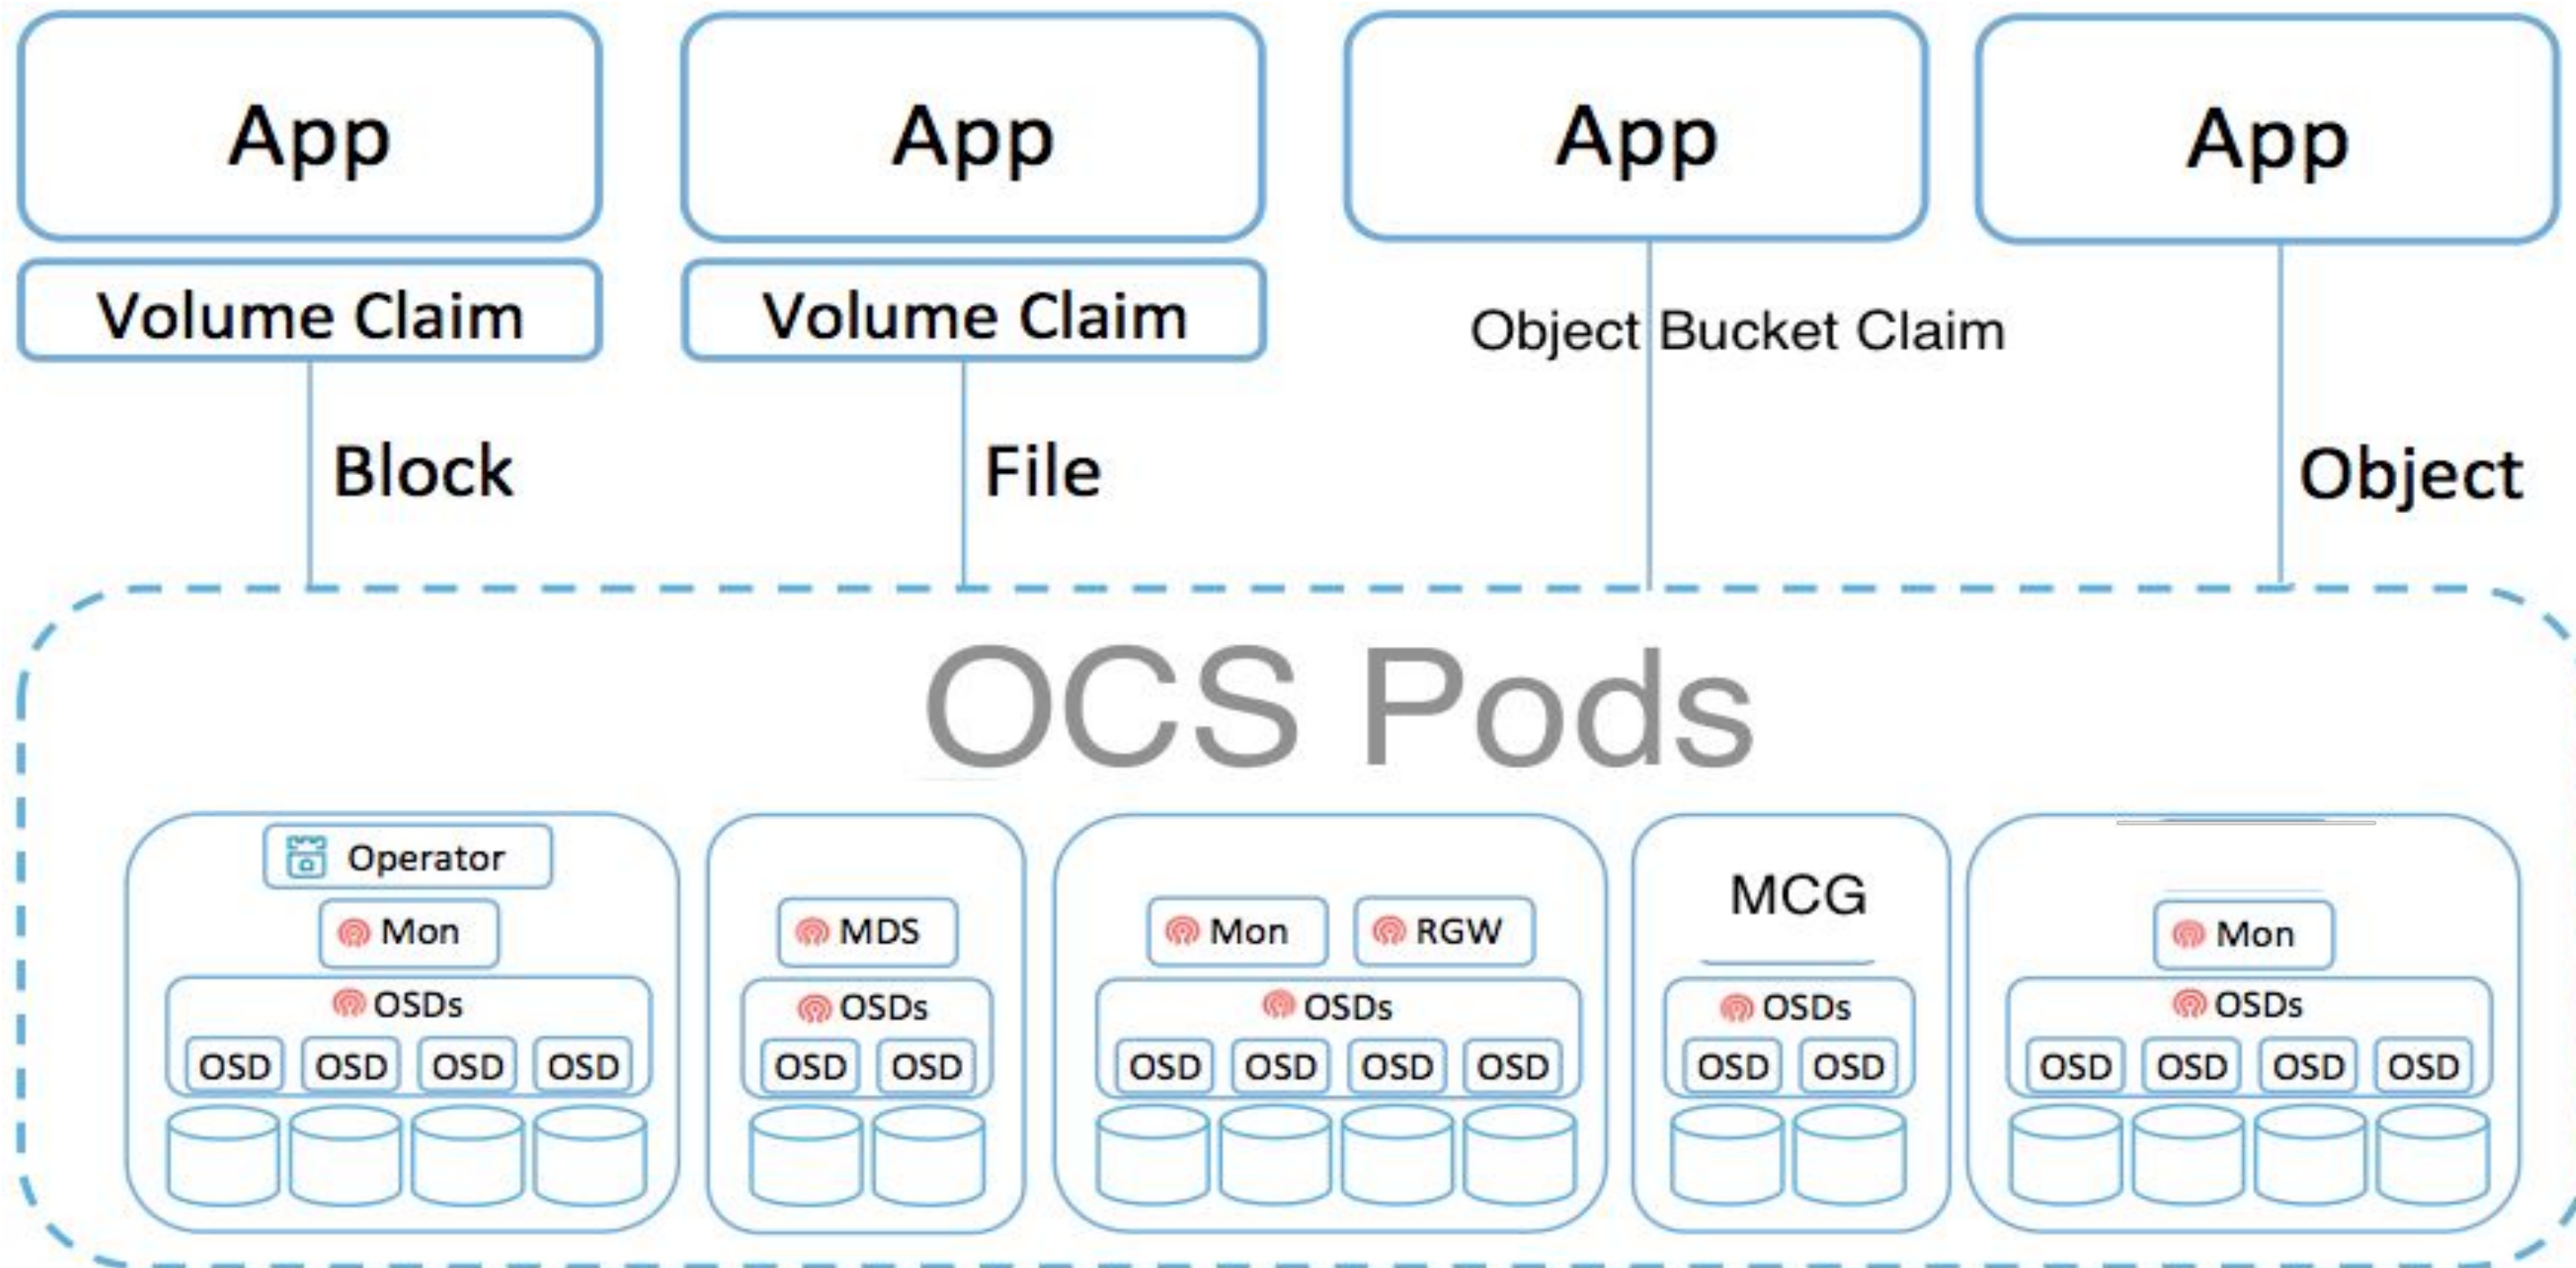 App
App
App
App
Volume Claim
Volume Claim
Object Bucket Claim
Block
File
Object
OCS Pods
Operator
Mon
OSDs
OSD OSD OSD OSD
MDS
OSDs
OSD OSD
Mon
RGW
OSDs
OSD OSD OSD OSD
MCG
OSDs
OSD OSD
Mon
OSDs
OSD OSD OSD OSD